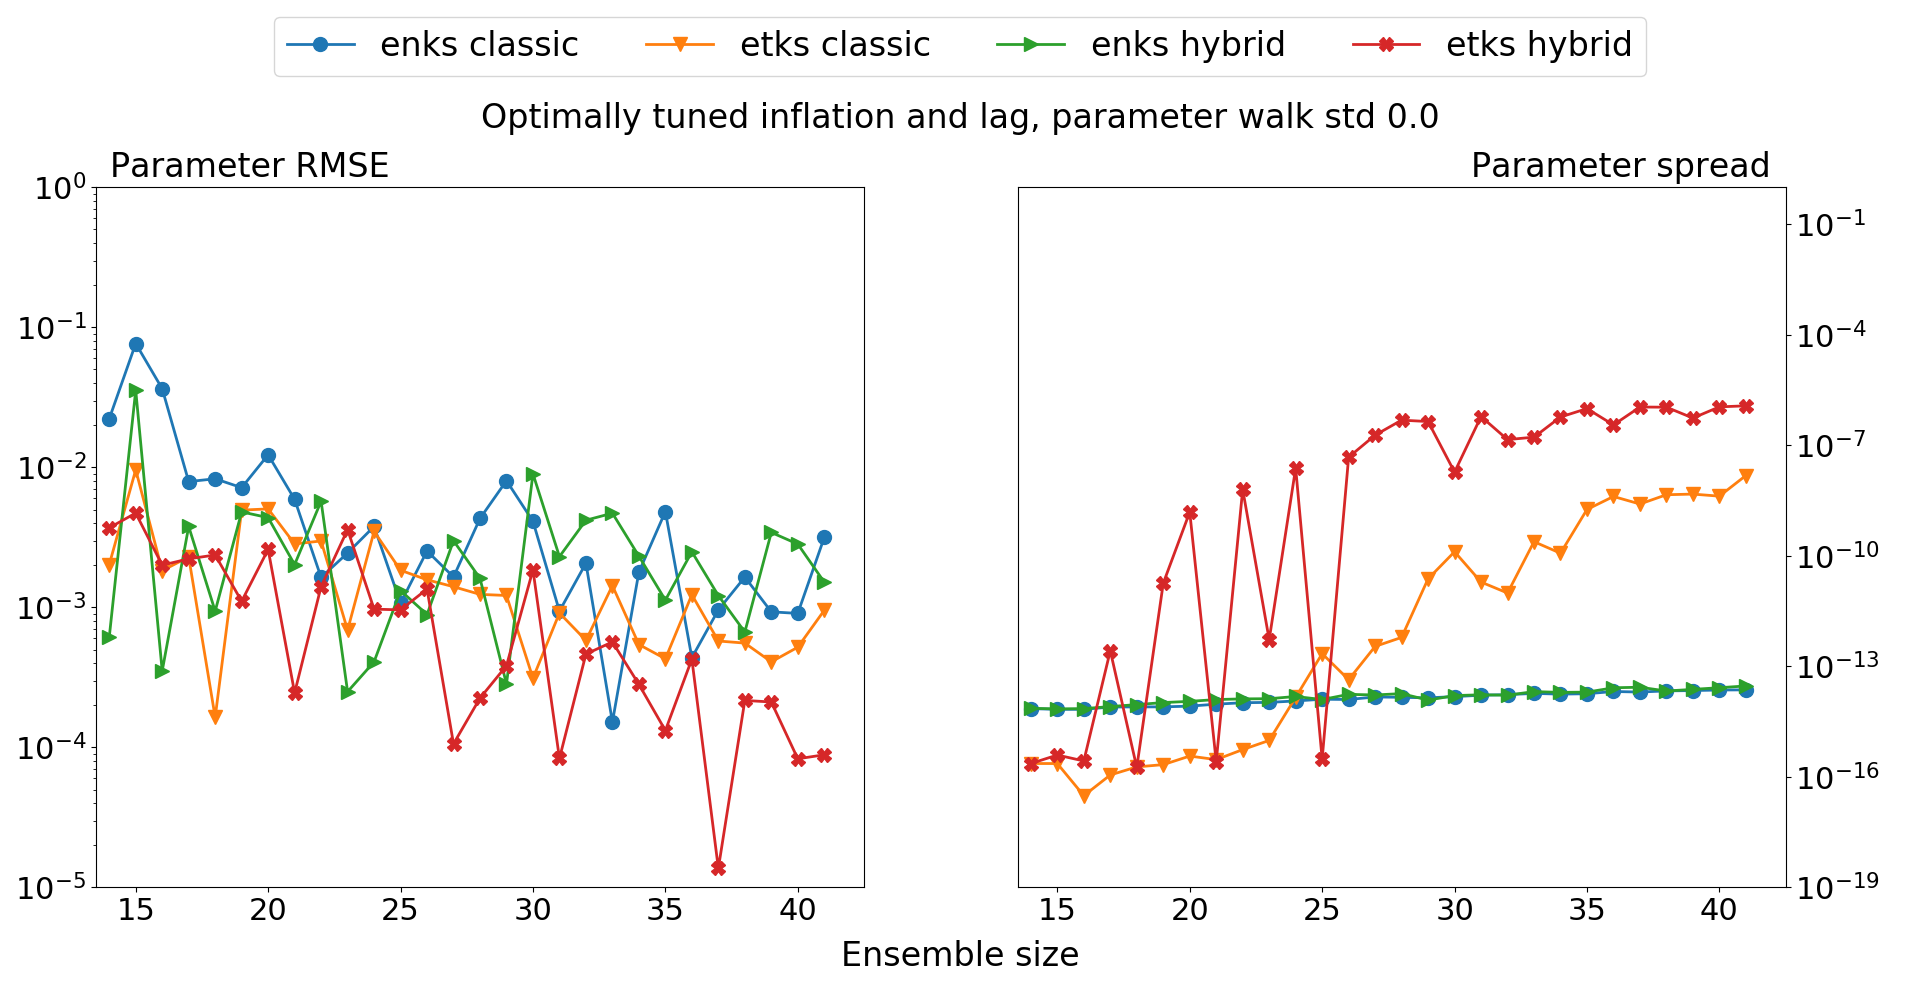 enks classic etks classic enks hybrid etks hybrid
Optimally tuned inflation and lag, parameter walk std 0.0
Parameter RMSE Parameter spread
10⁰
10⁻¹
10⁻²
10⁻³
10⁻⁴
10⁻⁵
15 20 25 30 35 40
10⁻¹
10⁻⁴
10⁻⁷
10⁻¹⁰
10⁻¹³
10⁻¹⁶
10⁻¹⁹
15 20 25 30 35 40
Ensemble size